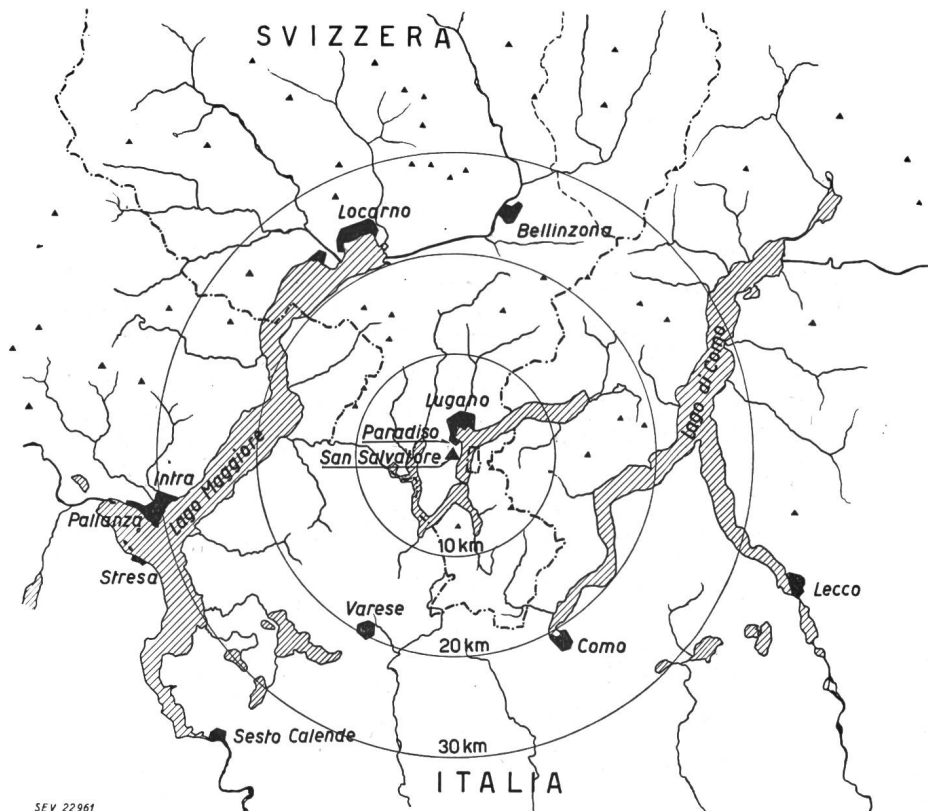 SVIZZERA
Locarno
Bellinzona
Lago di Como
Lugano
Paradiso
San Salvatore
Lago Maggiore
Intra
Pallanza
10 km
Stresa
Lecco
Varese
Como
20 km
Sesto Calende
30 km
ITALIA
SEV 22961